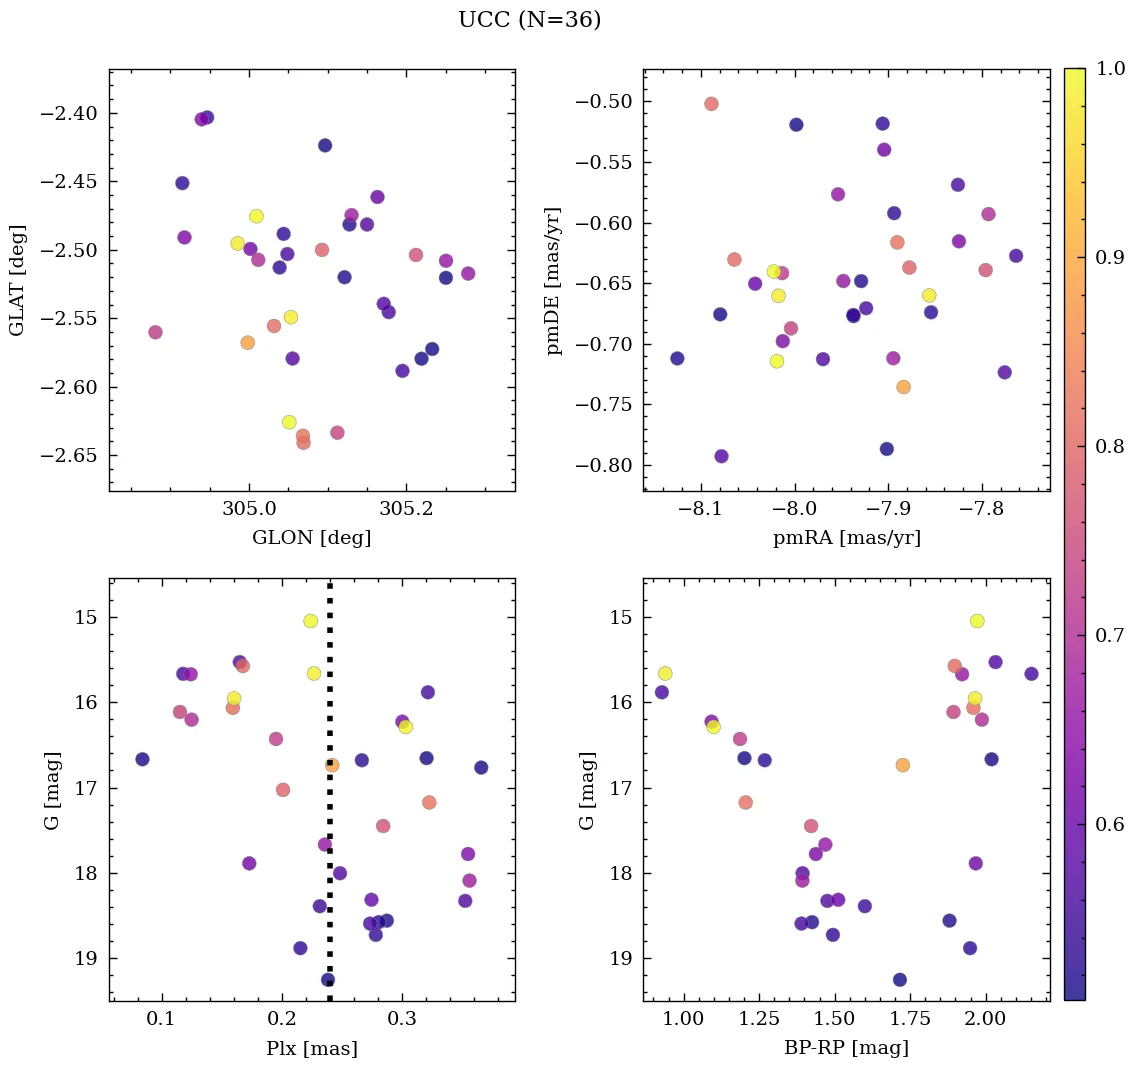 UCC (N=36)
−2.40
−2.45
−2.50
−2.55
−2.60
−2.65
GLAT [deg]
305.0 305.2
GLON [deg]
−0.50
−0.55
−0.60
−0.65
−0.70
−0.75
−0.80
pmDE [mas/yr]
−8.1 −8.0 −7.9 −7.8
pmRA [mas/yr]
1.0
0.9
0.8
0.7
0.6
15
16
17
18
19
G [mag]
0.1 0.2 0.3
Plx [mas]
15
16
17
18
19
G [mag]
1.00 1.25 1.50 1.75 2.00
BP-RP [mag]